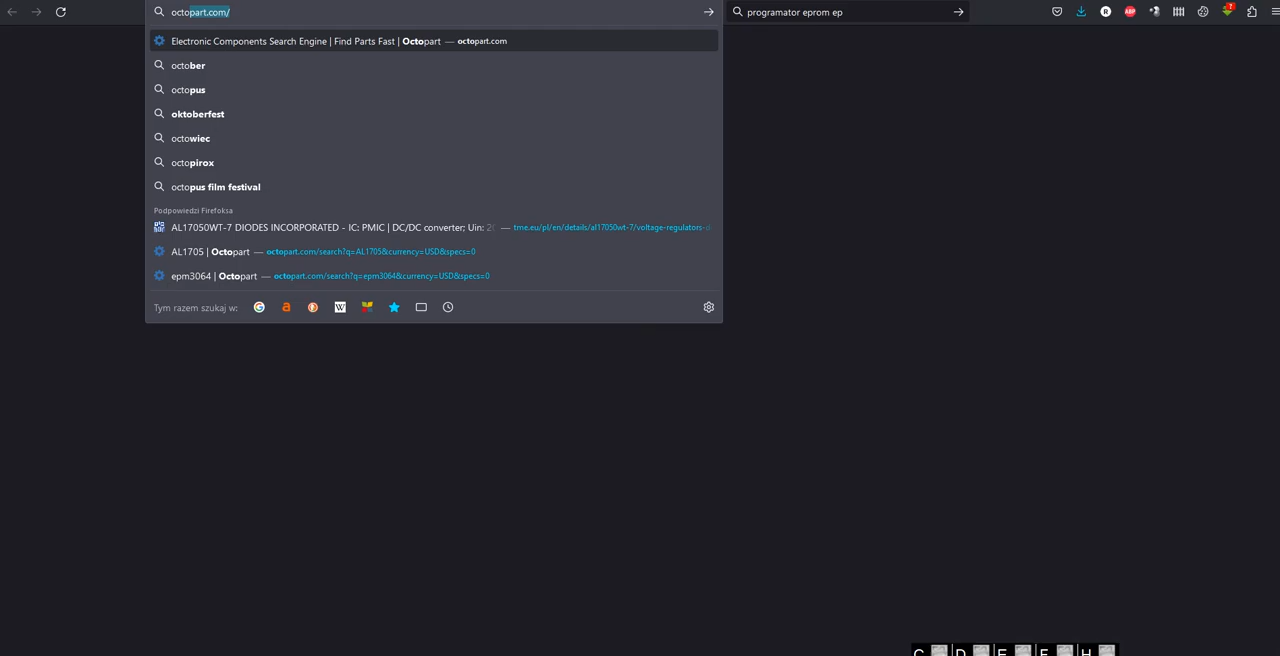 octopart.com/
programator eprom ep
Electronic Components Search Engine | Find Parts Fast | Octopart — octopart.com
october
octopus
oktoberfest
octowiec
octopirox
octopus film festival
Podpowiedzi Firefoksa
AL17050WT-7 DIODES INCORPORATED - IC: PMIC | DC/DC converter; Uin: — tme.eu/pl/en/details/al17050wt-7/voltage-regulators-d
AL1705 | Octopart — octopart.com/search?q=AL1705&currency=USD&specs=0
epm3064 | Octopart — octopart.com/search?q=epm3064&currency=USD&specs=0
Tym razem szukaj w:
C D E F H